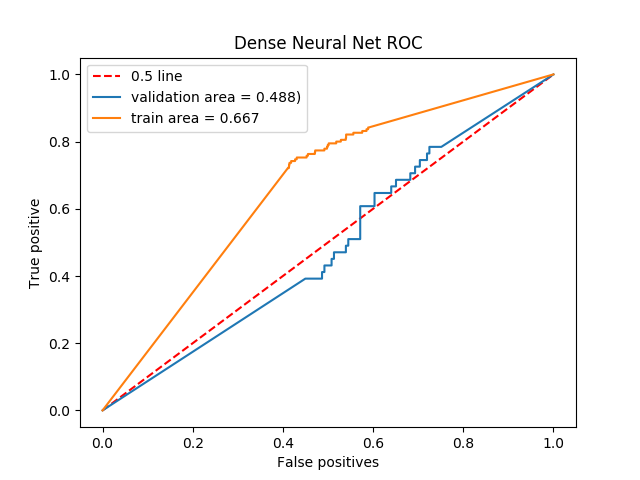 Dense Neural Net ROC
0.5 line
validation area = 0.488)
train area = 0.667
True positive
1.0
0.8
0.6
0.4
0.2
0.0
0.0 0.2 0.4 0.6 0.8 1.0
False positives